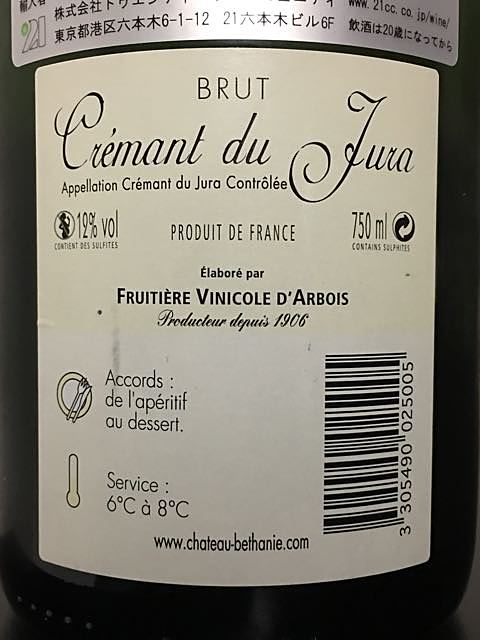 輸入者
www.21cc.co.jp/wine/
東京都港区六本木6-1-12 21六本木ビル6F 飲酒は20歳になってから
BRUT
Crémant du Jura
Appellation Crémant du Jura Contrôlée
12% vol
CONTIENT DES SULFITES
PRODUIT DE FRANCE
750 ml
CONTAINS SULPHITES
Élaboré par
FRUITIÈRE VINICOLE D'ARBOIS
Producteur depuis 1906
Accords :
de l'apéritif
au dessert.
Service :
6°C à 8°C
3 305490 025005
www.chateau-bethanie.com